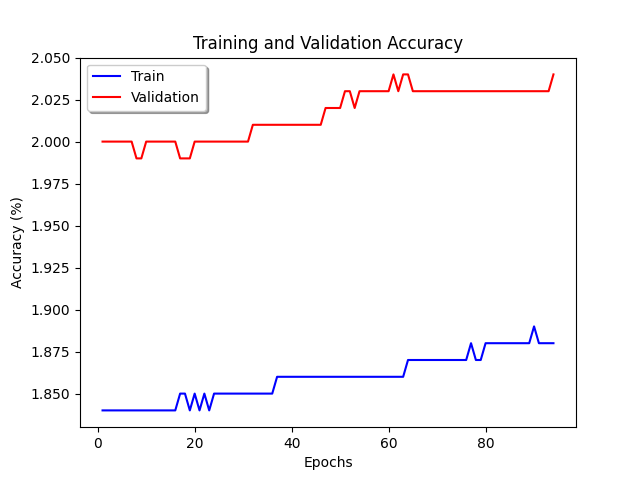 Training and Validation Accuracy
Train
Validation
Accuracy (%)
2.050
2.025
2.000
1.975
1.950
1.925
1.900
1.875
1.850
0 20 40 60 80
Epochs